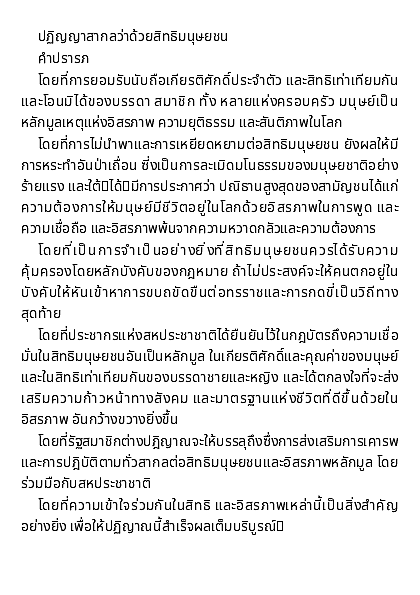 ปฏิญญาสากลว่าด้วยสิทธิมนุษยชน
คำปรารภ
โดยที่การยอมรับนับถือเกียรติศักดิ์ประจำตัว และสิทธิเท่าเทียมกัน
และโอนมิได้ของบรรดา สมาชิก ทั้ง หลายแห่งครอบครัว มนุษย์เป็น
หลักมูลเหตุแห่งอิสรภาพ ความยุติธรรม และสันติภาพในโลก
โดยที่การไม่นำพาและการเหยียดหยามต่อสิทธิมนุษยชน ยังผลให้มี
การหระทำอันป่าเถื่อน ซี่งเป็นการละเมิดมโนธรรมของมนุษยชาติอย่าง
ร้ายแรง และใต้ได้มีการประกาศว่า ปณิธานสูงสุดของสามัญชนได้แก่
ความต้องการให้มนุษย์มีชีวิตอยู่ในโลกด้วยอิสรภาพในการพูด และ
ความเชื่อถือ และอิสรภาพพ้นจากความหวาดกลัวและความต้องการ
โดยที่เป็นการจำเป็นอย่างยิ่งที่สิทธิมนุษยชนควรได้รับความ
คุ้มครองโดยหลักบังคับของกฎหมาย ถ้าไม่ประสงค์จะให้คนตกอยู่ใน
บังคับให้หันเข้าหาการขบถขัดขืนต่อทรราชและการกดขี่เป็นวิถีทาง
สุดท้าย
โดยที่ประชากรแห่งสหประชาชาติได้ยืนยันไว้ในกฎบัตรถึงความเชื่อ
มั่นในสิทธิมนุษยชนอันเป็นหลักมูล ในเกียรติศักดิ์และคุณค่าของมนุษย์
และในสิทธิเท่าเทียมกันของบรรดาชายและหญิง และได้ตกลงใจที่จะส่ง
เสริมความก้าวหน้าทางสังคม และมาตรฐานแห่งชีวิตที่ดีขึ้นด้วยใน
อิสรภาพ อันกว้างขวางยิ่งขึ้น
โดยที่รัฐสมาชิกต่างปฎิญาณจะให้บรรลุถึงซึ่งการส่งเสริมการเคารพ
และการปฎิบัติตามทั่วสากลต่อสิทธิมนุษยชนและอิสรภาพหลักมูล โดย
ร่วมมือกับสหประชาชาติ
โดยที่ความเข้าใจร่วมกันในสิทธิ และอิสรภาพเหล่านี้เป็นสิ่งสำคัญ
อย่างยิ่ง เพื่อให้ปฏิญาณนี้สำเร็จผลเต็มบริบูรณ์